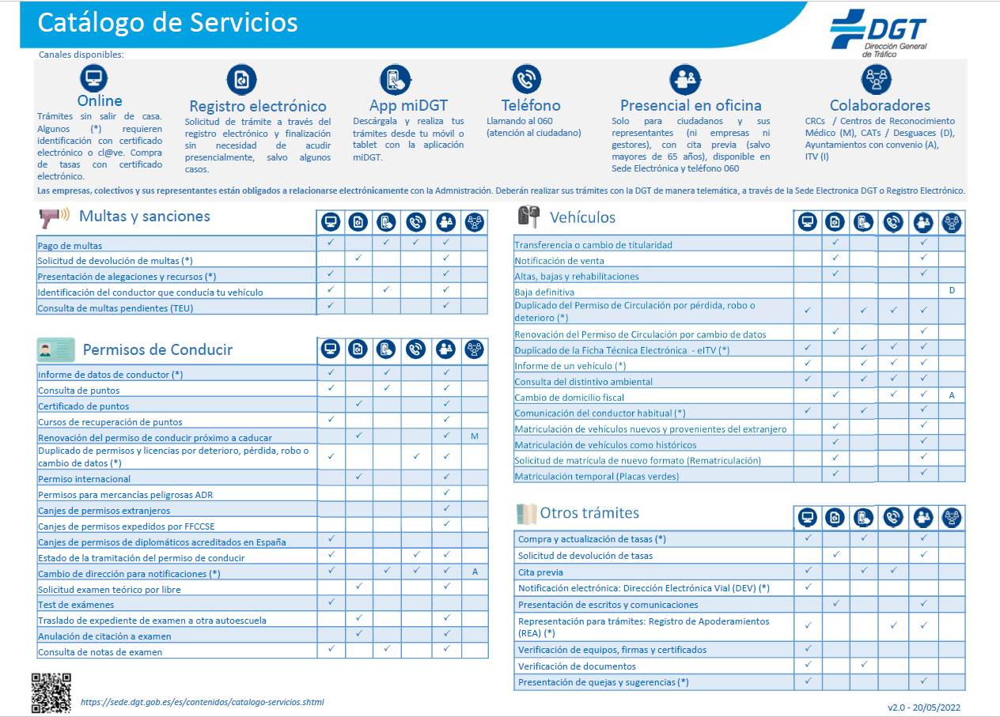 Catálogo de Servicios
DGT
Dirección General
de Tráfico
Canales disponibles:
Online
Trámites sin salir de casa.
Algunos (*) requieren
identificación con certificado
electrónico o cl@ve. Compra
de tasas con certificado
electrónico.
Registro electrónico
Solicitud de trámite a través del
registro electrónico y finalización
sin necesidad de acudir
presencialmente, salvo algunos
casos.
App miDGT
Descárgala y realiza tus
trámites desde tu móvil o
tablet con la aplicación
miDGT.
Teléfono
Llamando al 060
(atención al ciudadano)
Presencial en oficina
Solo para ciudadanos y sus
representantes (ni empresas ni
gestores), con cita previa (salvo
mayores de 65 años), disponible en
Sede Electrónica y teléfono 060
Colaboradores
CRCs / Centros de Reconocimiento
Médico (M), CATs / Desguaces (D),
Ayuntamientos con convenio (A),
ITV (I)
Las empresas, colectivos y sus representantes están obligados a relacionarse electrónicamente con la Admnistración. Deberán realizar sus trámites con la DGT de manera telemática, a través de la Sede Electronica DGT o Registro Electrónico.
Multas y sanciones
Pago de multas ✓ ✓ ✓ ✓
Solicitud de devolución de multas (*) ✓ ✓
Presentación de alegaciones y recursos (*) ✓ ✓
Identificación del conductor que conducía tu vehículo ✓ ✓ ✓
Consulta de multas pendientes (TEU) ✓ ✓
Permisos de Conducir
Informe de datos de conductor (*) ✓ ✓ ✓
Consulta de puntos ✓ ✓ ✓
Certificado de puntos ✓ ✓
Cursos de recuperación de puntos ✓ ✓
Renovación del permiso de conducir próximo a caducar ✓ ✓ M
Duplicado de permisos y licencias por deterioro, pérdida, robo o
cambio de datos (*) ✓ ✓ ✓
Permiso internacional ✓ ✓
Permisos para mercancías peligrosas ADR ✓
Canjes de permisos extranjeros ✓
Canjes de permisos expedidos por FFCCSE ✓
Canjes de permisos de diplomáticos acreditados en España ✓
Estado de la tramitación del permiso de conducir ✓ ✓ ✓
Cambio de dirección para notificaciones (*) ✓ ✓ ✓ ✓ A
Solicitud examen teórico por libre ✓ ✓
Test de exámenes ✓
Traslado de expediente de examen a otra autoescuela ✓ ✓
Anulación de citación a examen ✓ ✓
Consulta de notas de examen ✓ ✓ ✓
https://sede.dgt.gob.es/es/contenidos/catalogo-servicios.shtml
Vehículos
Transferencia o cambio de titularidad ✓ ✓
Notificación de venta ✓ ✓
Altas, bajas y rehabilitaciones ✓ ✓
Baja definitiva D
Duplicado del Permiso de Circulación por pérdida, robo o
deterioro (*) ✓ ✓ ✓ ✓
Renovación del Permiso de Circulación por cambio de datos ✓ ✓
Duplicado de la Ficha Técnica Electrónica - eITV (*) ✓ ✓ ✓ ✓
Informe de un vehículo (*) ✓ ✓ ✓ ✓
Consulta del distintivo ambiental ✓ ✓ ✓ ✓
Cambio de domicilio fiscal ✓ ✓ ✓ A
Comunicación del conductor habitual (*) ✓ ✓ ✓
Matriculación de vehículos nuevos y provenientes del extranjero ✓ ✓
Matriculación de vehículos como históricos ✓ ✓
Solicitud de matrícula de nuevo formato (Rematriculación) ✓ ✓
Matriculación temporal (Placas verdes) ✓ ✓
Otros trámites
Compra y actualización de tasas (*) ✓ ✓ ✓
Solicitud de devolución de tasas ✓ ✓
Cita previa ✓ ✓ ✓
Notificación electrónica: Dirección Electrónica Vial (DEV) (*) ✓
Presentación de escritos y comunicaciones ✓ ✓
Representación para trámites: Registro de Apoderamientos
(REA) (*) ✓ ✓ ✓
Verificación de equipos, firmas y certificados ✓
Verificación de documentos ✓ ✓
Presentación de quejas y sugerencias (*) ✓ ✓
v2.0 - 20/05/2022